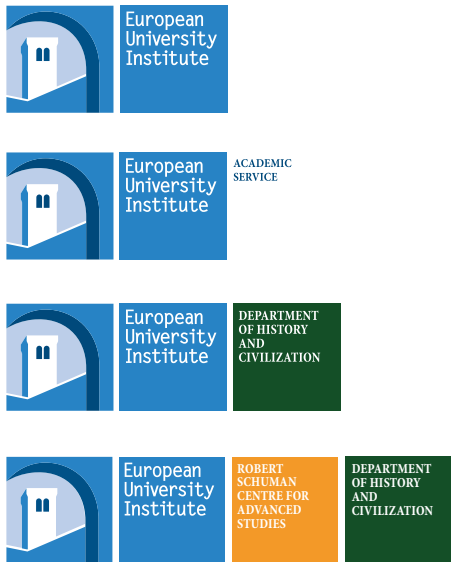 European
University
Institute
European
University
Institute
ACADEMIC
SERVICE
European
University
Institute
DEPARTMENT
OF HISTORY
AND
CIVILIZATION
European
University
Institute
ROBERT
SCHUMAN
CENTRE FOR
ADVANCED
STUDIES
DEPARTMENT
OF HISTORY
AND
CIVILIZATION